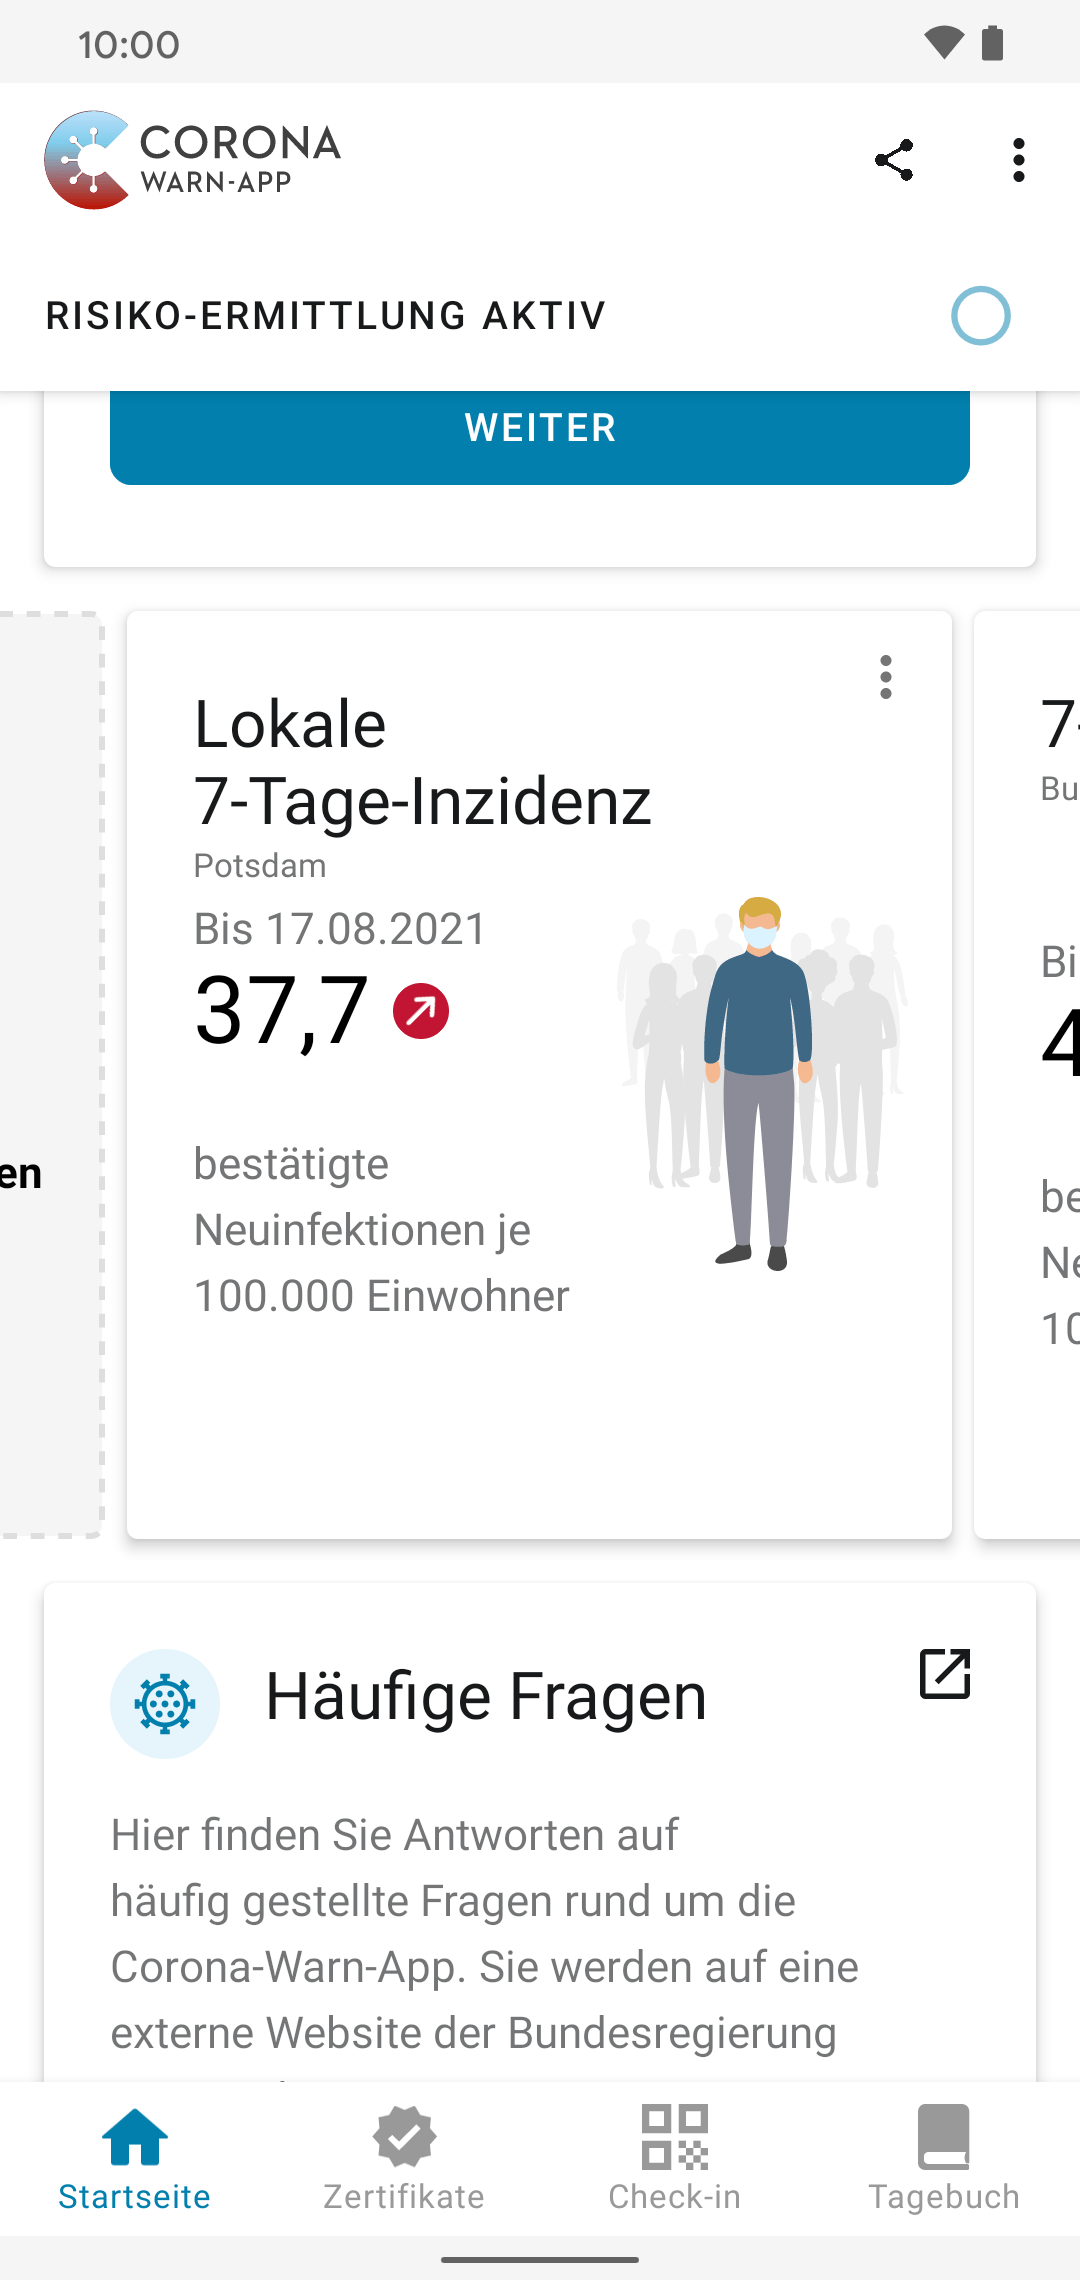 10:00
CORONA
WARN-APP
RISIKO-ERMITTLUNG AKTIV
WEITER
en
Lokale
7-Tage-Inzidenz
Potsdam
Bis 17.08.2021
37,7
bestätigte
Neuinfektionen je
100.000 Einwohner
7-
Bu
Bi
4
be
Ne
10
Häufige Fragen
Hier finden Sie Antworten auf
häufig gestellte Fragen rund um die
Corona-Warn-App. Sie werden auf eine
externe Website der Bundesregierung
Startseite
Zertifikate
Check-in
Tagebuch